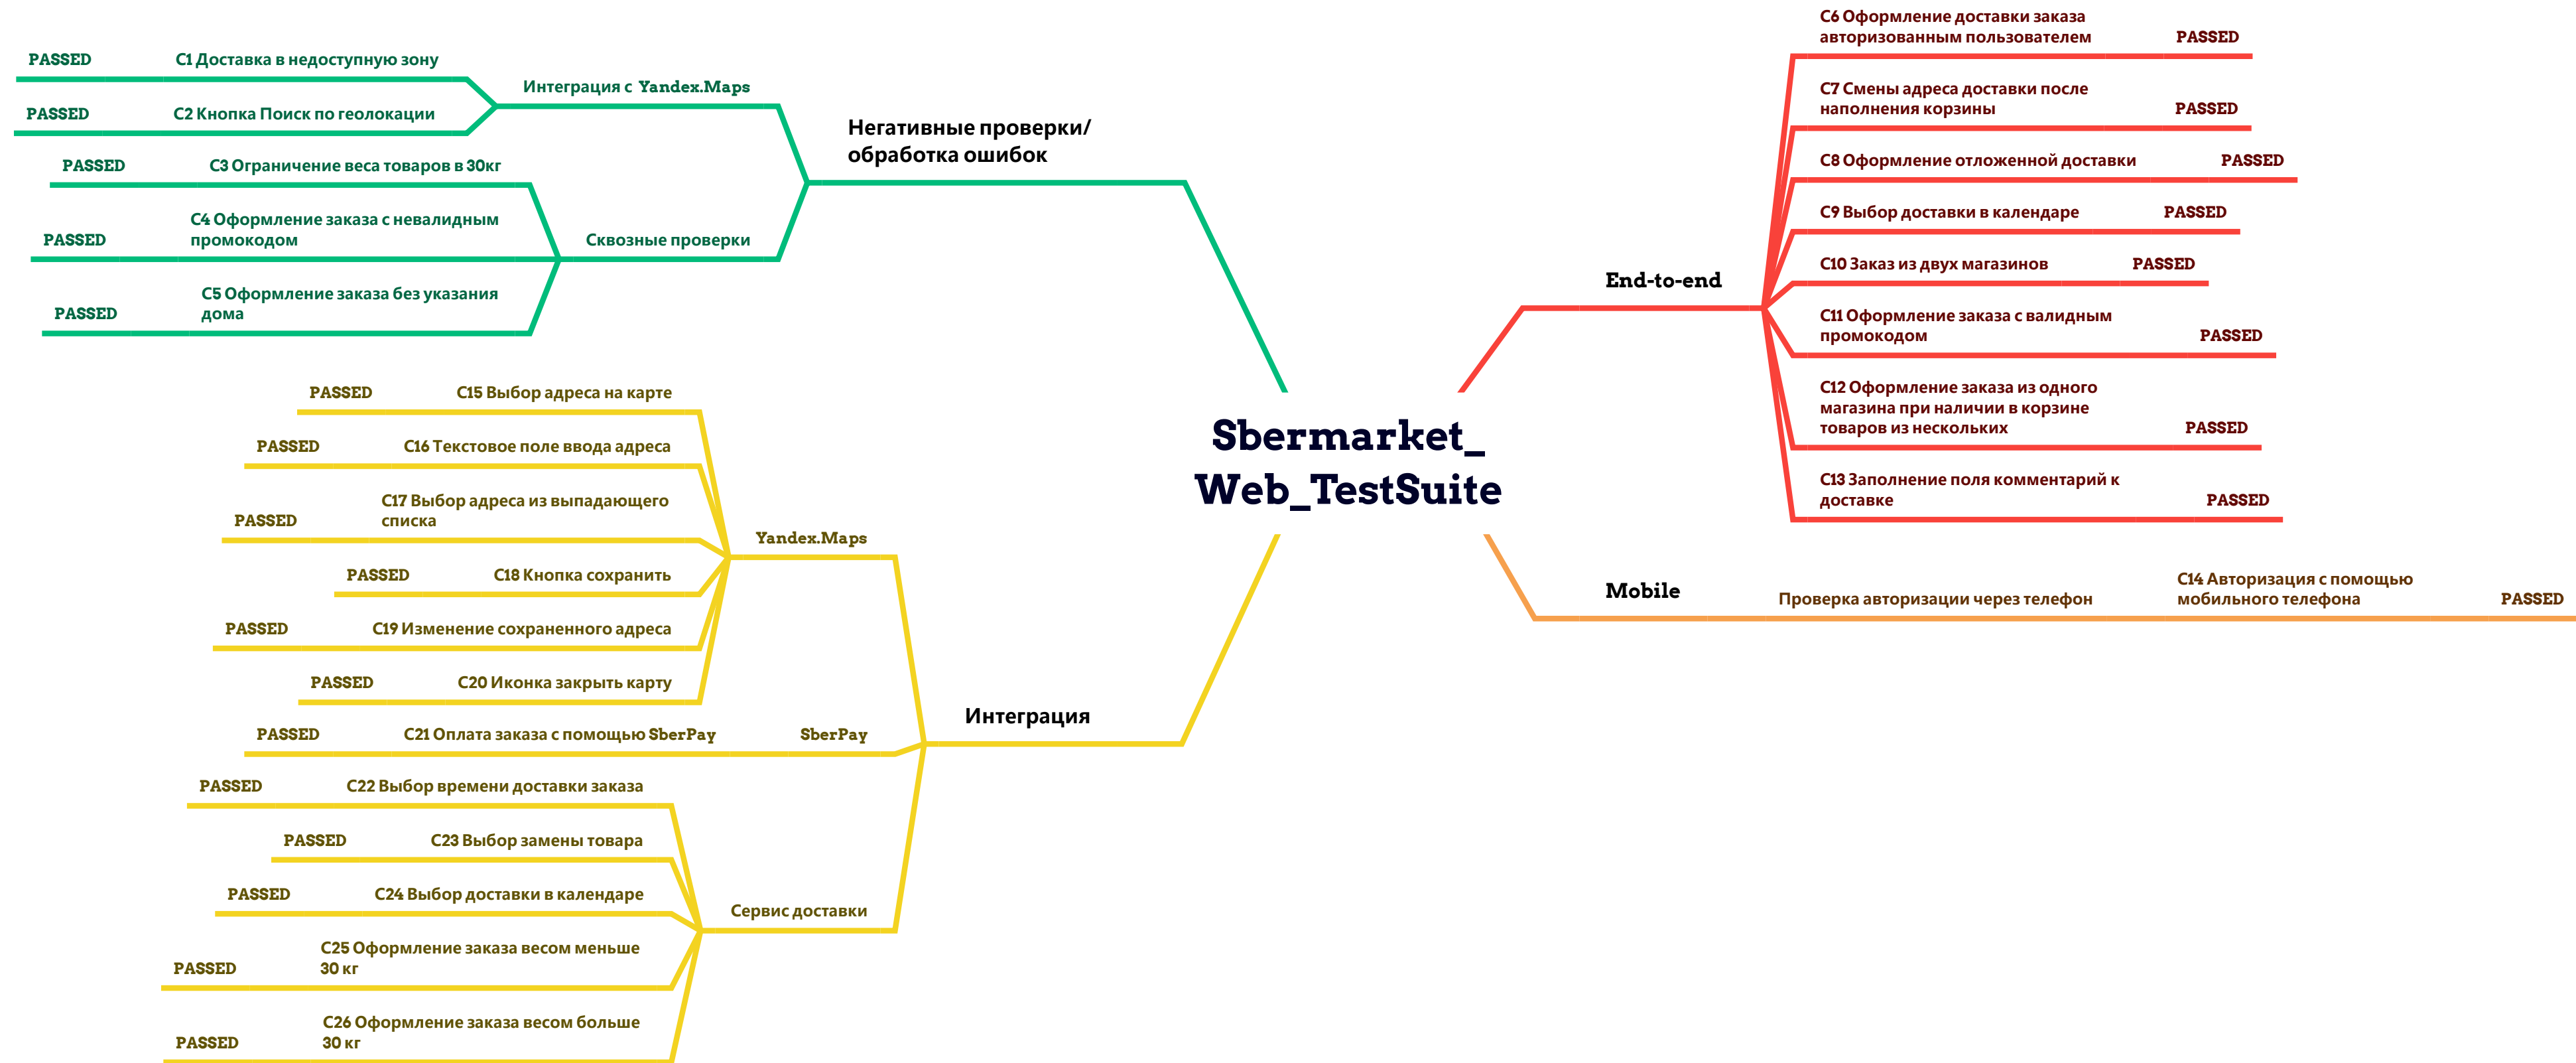 Sbermarket_
Web_TestSuite
End-to-end
C6 Оформление доставки заказа
авторизованным пользователем
PASSED
C7 Смены адреса доставки после
наполнения корзины
PASSED
C8 Оформление отложенной доставки
PASSED
C9 Выбор доставки в календаре
PASSED
C10 Заказ из двух магазинов
PASSED
C11 Оформление заказа с валидным
промокодом
PASSED
C12 Оформление заказа из одного
магазина при наличии в корзине
товаров из нескольких
PASSED
C13 Заполнение поля комментарий к
доставке
PASSED
Mobile
Проверка авторизации через телефон
C14 Авторизация с помощью
мобильного телефона
PASSED
Негативные проверки/
обработка ошибок
Интеграция с Yandex.Maps
C1 Доставка в недоступную зону
PASSED
C2 Кнопка Поиск по геолокации
PASSED
Сквозные проверки
C3 Ограничение веса товаров в 30кг
PASSED
C4 Оформление заказа с невалидным
промокодом
PASSED
C5 Оформление заказа без указания
дома
PASSED
Интеграция
Yandex.Maps
C15 Выбор адреса на карте
PASSED
C16 Текстовое поле ввода адреса
PASSED
C17 Выбор адреса из выпадающего
списка
PASSED
C18 Кнопка сохранить
PASSED
C19 Изменение сохраненного адреса
PASSED
C20 Иконка закрыть карту
PASSED
SberPay
C21 Оплата заказа с помощью SberPay
PASSED
Сервис доставки
C22 Выбор времени доставки заказа
PASSED
C23 Выбор замены товара
PASSED
C24 Выбор доставки в календаре
PASSED
C25 Оформление заказа весом меньше
30 кг
PASSED
C26 Оформление заказа весом больше
30 кг
PASSED